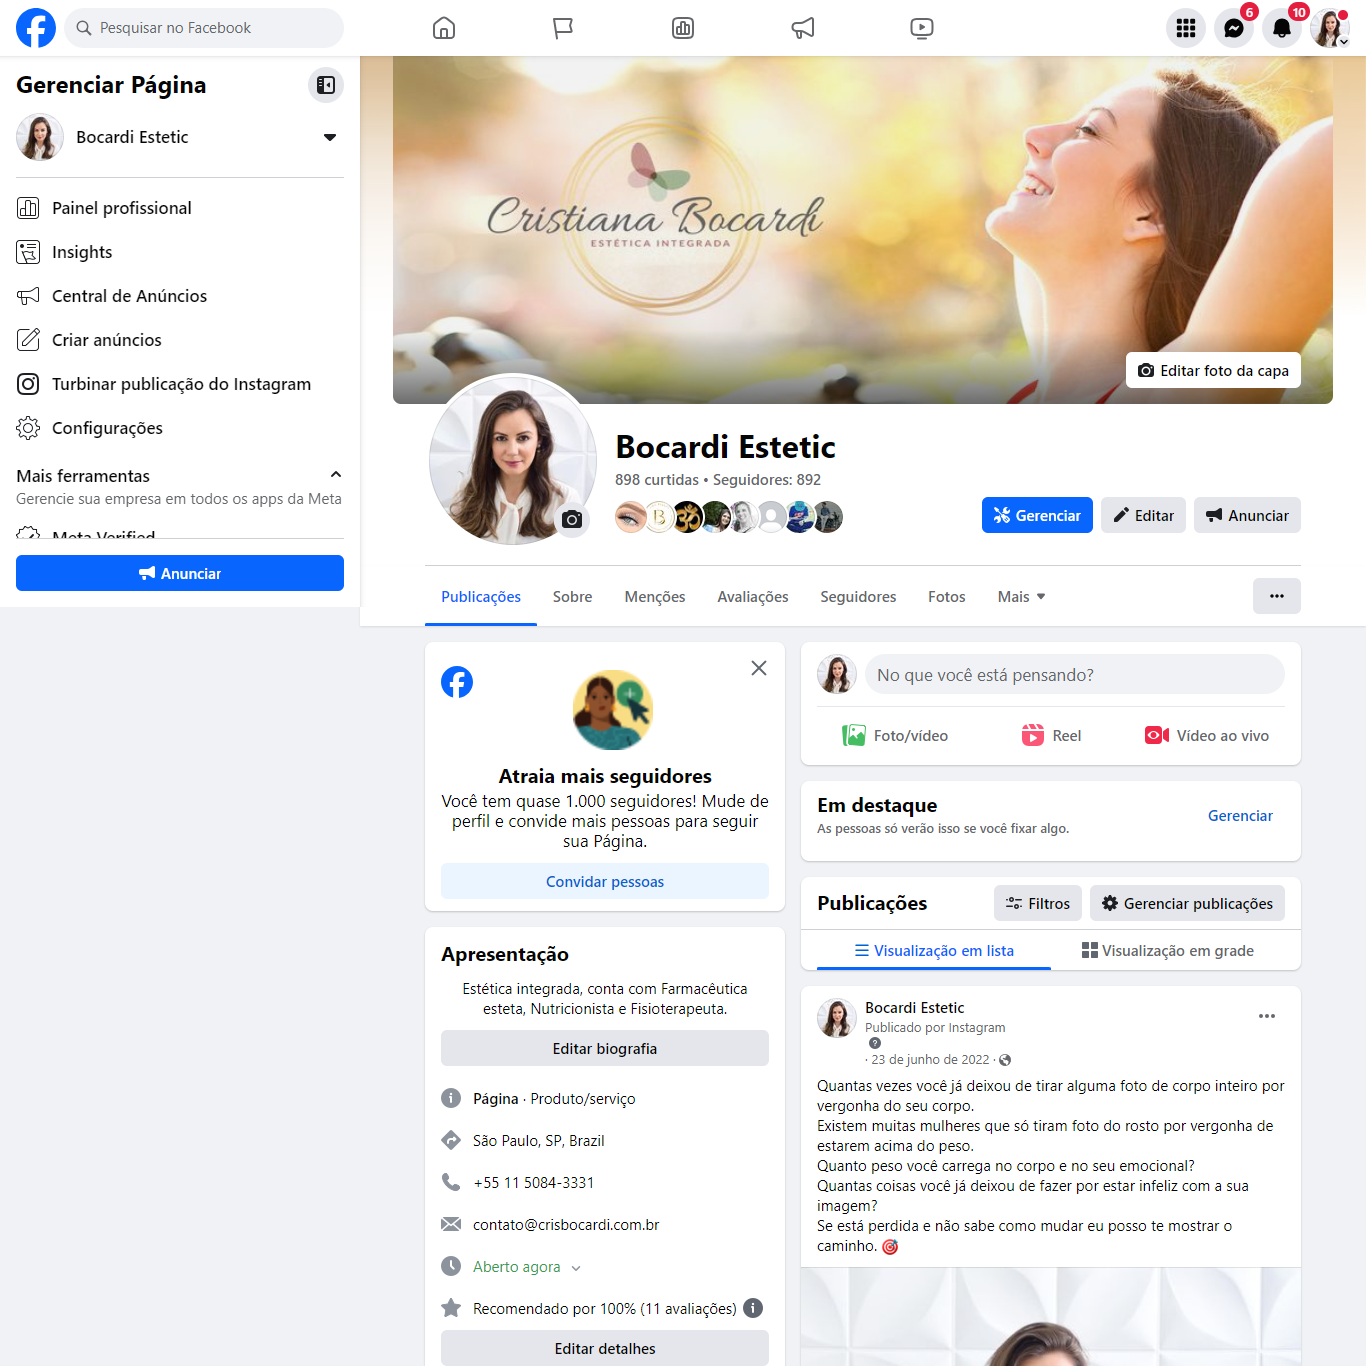 Pesquisar no Facebook
6
10
Gerenciar Página
Bocardi Estetic
Painel profissional
Insights
Central de Anúncios
Criar anúncios
Turbinar publicação do Instagram
Configurações
Mais ferramentas
Gerencie sua empresa em todos os apps da Meta
Meta Verified
Anunciar
Cristiana Bocardi
ESTÉTICA INTEGRADA
Editar foto da capa
Bocardi Estetic
898 curtidas • Seguidores: 892
B
Gerenciar
Editar
Anunciar
Publicações
Sobre
Menções
Avaliações
Seguidores
Fotos
Mais
Atraia mais seguidores
Você tem quase 1.000 seguidores! Mude de
perfil e convide mais pessoas para seguir
sua Página.
Convidar pessoas
Apresentação
Estética integrada, conta com Farmacêutica
esteta, Nutricionista e Fisioterapeuta.
Editar biografia
Página · Produto/serviço
São Paulo, SP, Brazil
+55 11 5084-3331
contato@crisbocardi.com.br
Aberto agora
Recomendado por 100% (11 avaliações)
Editar detalhes
No que você está pensando?
Foto/vídeo
Reel
Vídeo ao vivo
Em destaque
As pessoas só verão isso se você fixar algo.
Gerenciar
Publicações
Filtros
Gerenciar publicações
Visualização em lista
Visualização em grade
Bocardi Estetic
Publicado por Instagram
· 23 de junho de 2022 ·
Quantas vezes você já deixou de tirar alguma foto de corpo inteiro por
vergonha do seu corpo.
Existem muitas mulheres que só tiram foto do rosto por vergonha de
estarem acima do peso.
Quanto peso você carrega no corpo e no seu emocional?
Quantas coisas você já deixou de fazer por estar infeliz com a sua
imagem?
Se está perdida e não sabe como mudar eu posso te mostrar o
caminho. 🎯